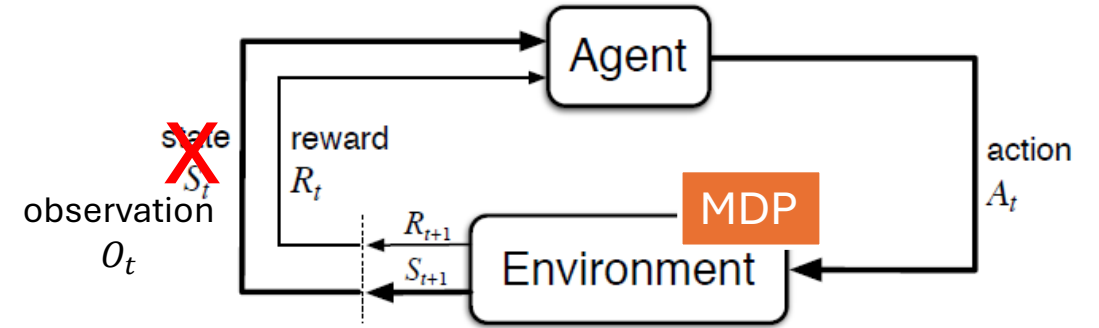 Agent
state
S_t
reward
R_t
action
A_t
observation
O_t
MDP
R_{t+1}
S_{t+1}
Environment
X